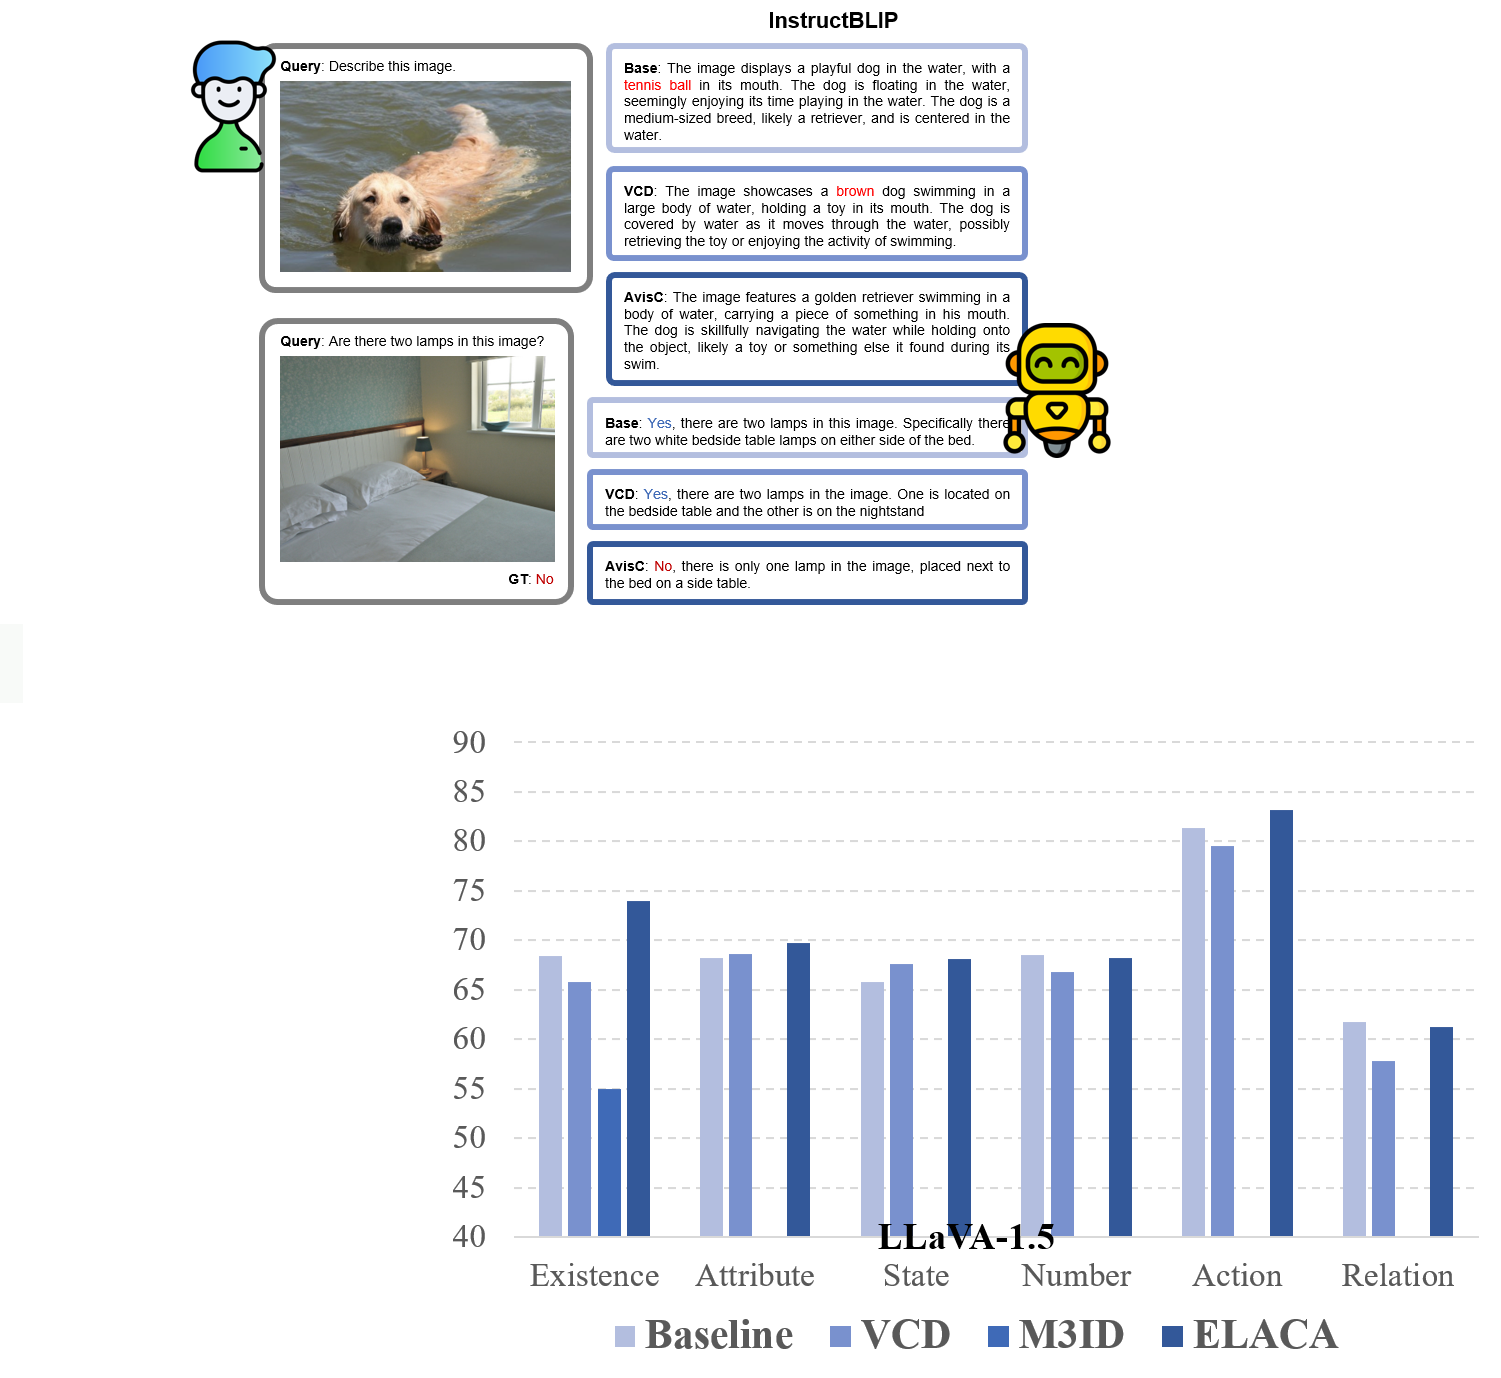 InstructBLIP
Query: Describe this image.
Base: The image displays a playful dog in the water, with a
tennis ball in its mouth. The dog is floating in the water,
seemingly enjoying its time playing in the water. The dog is a
medium-sized breed, likely a retriever, and is centered in the
water.
VCD: The image showcases a brown dog swimming in a
large body of water, holding a toy in its mouth. The dog is
covered by water as it moves through the water, possibly
retrieving the toy or enjoying the activity of swimming.
AvisC: The image features a golden retriever swimming in a
body of water, carrying a piece of something in his mouth.
The dog is skillfully navigating the water while holding onto
the object, likely a toy or something else it found during its
swim.
Query: Are there two lamps in this image?
GT: No
Base: Yes, there are two lamps in this image. Specifically there
are two white bedside table lamps on either side of the bed.
VCD: Yes, there are two lamps in the image. One is located on
the bedside table and the other is on the nightstand
AvisC: No, there is only one lamp in the image, placed next to
the bed on a side table.
90
85
80
75
70
65
60
55
50
45
40
LLaVA-1.5
Existence Attribute State Number Action Relation
Baseline VCD M3ID ELACA